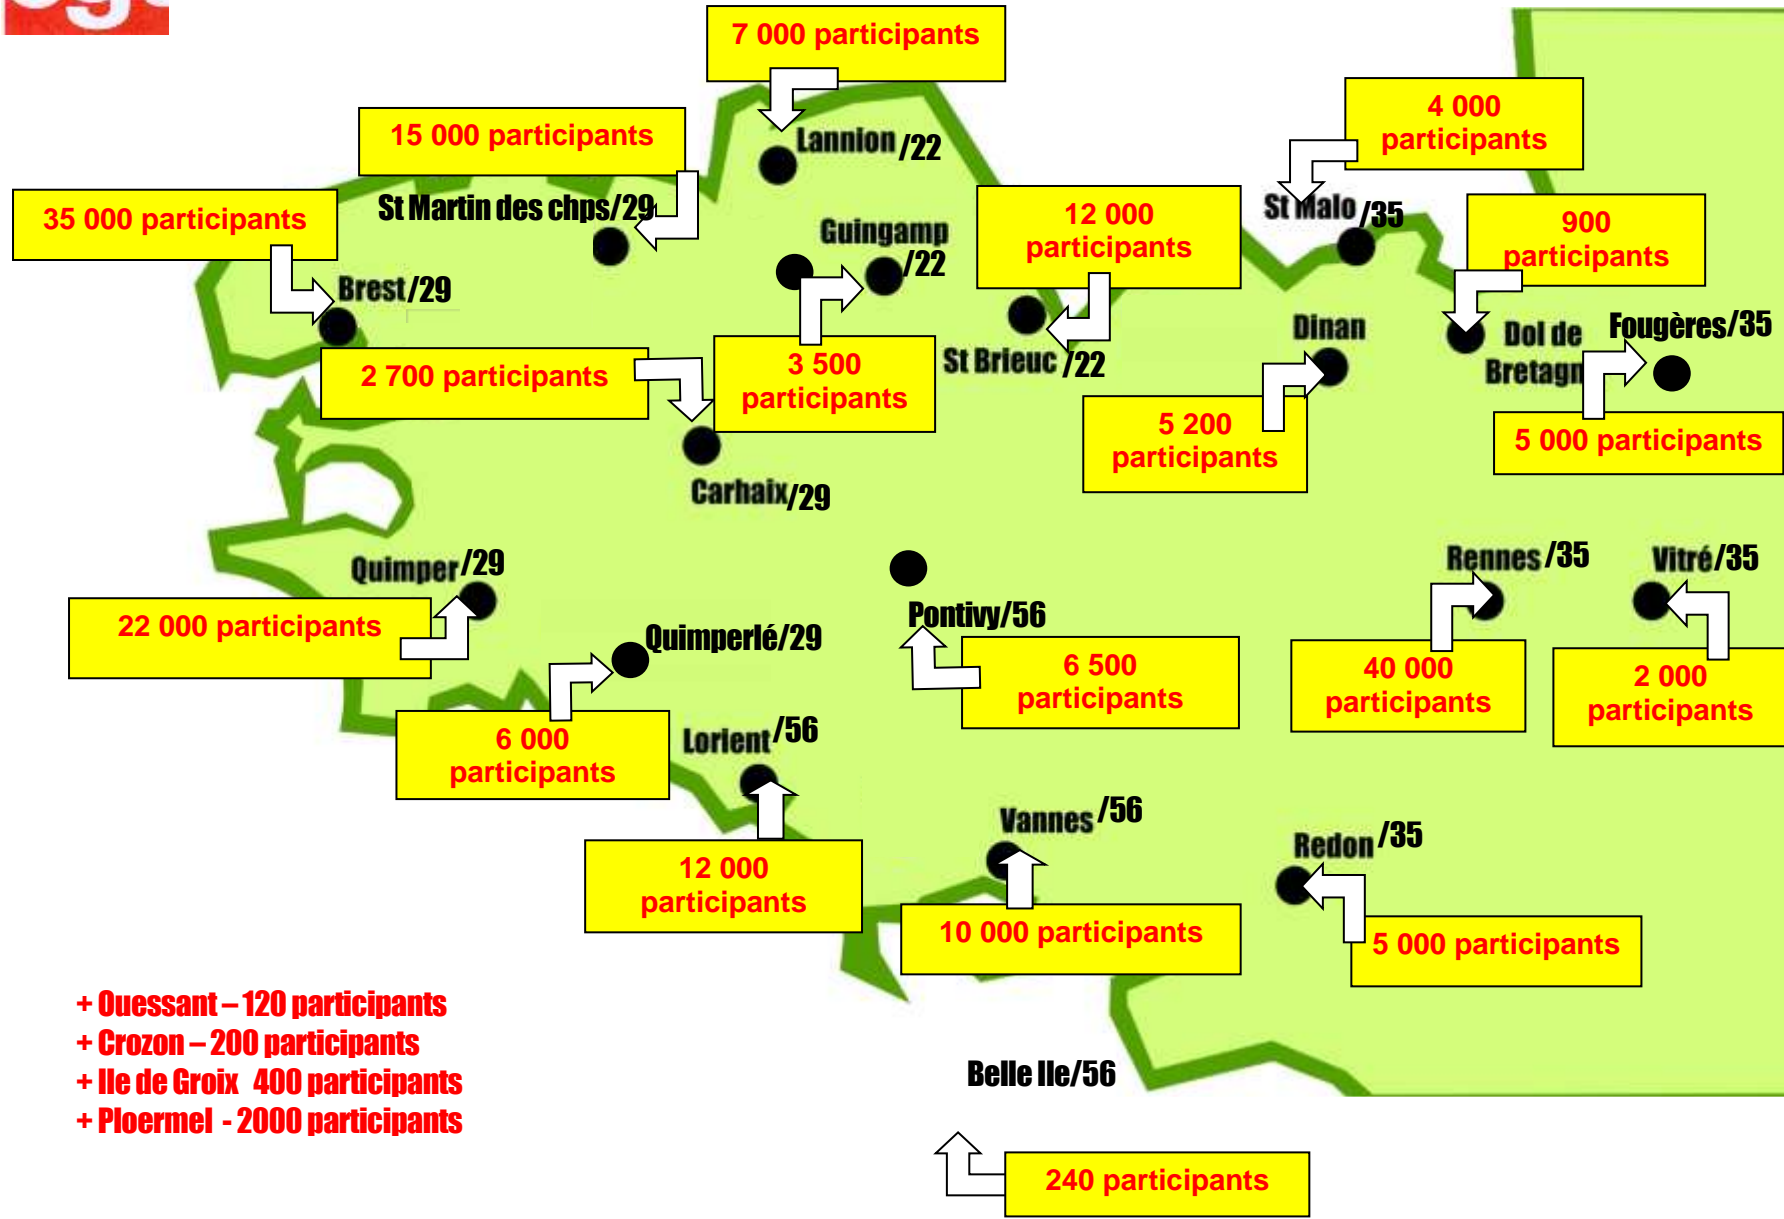 7 000 participants
15 000 participants
Lannion /22
4 000
participants
35 000 participants
St Martin des chps/29
12 000
participants
St Malo /35
900
participants
Guingamp
/22
Brest/29
Dinan
Dol de
Bretagn
Fougères/35
2 700 participants
3 500
participants
St Brieuc /22
5 200
participants
5 000 participants
Carhaix/29
Quimper/29
Rennes/35
Vitré/35
22 000 participants
Quimperlé/29
Pontivy/56
6 500
participants
40 000
participants
2 000
participants
6 000
participants
Lorient/56
Vannes/56
Redon/35
12 000
participants
10 000 participants
5 000 participants
+ Ouessant – 120 participants
+ Crozon – 200 participants
+ Ile de Groix 400 participants
+ Ploermel - 2000 participants
Belle Ile/56
240 participants